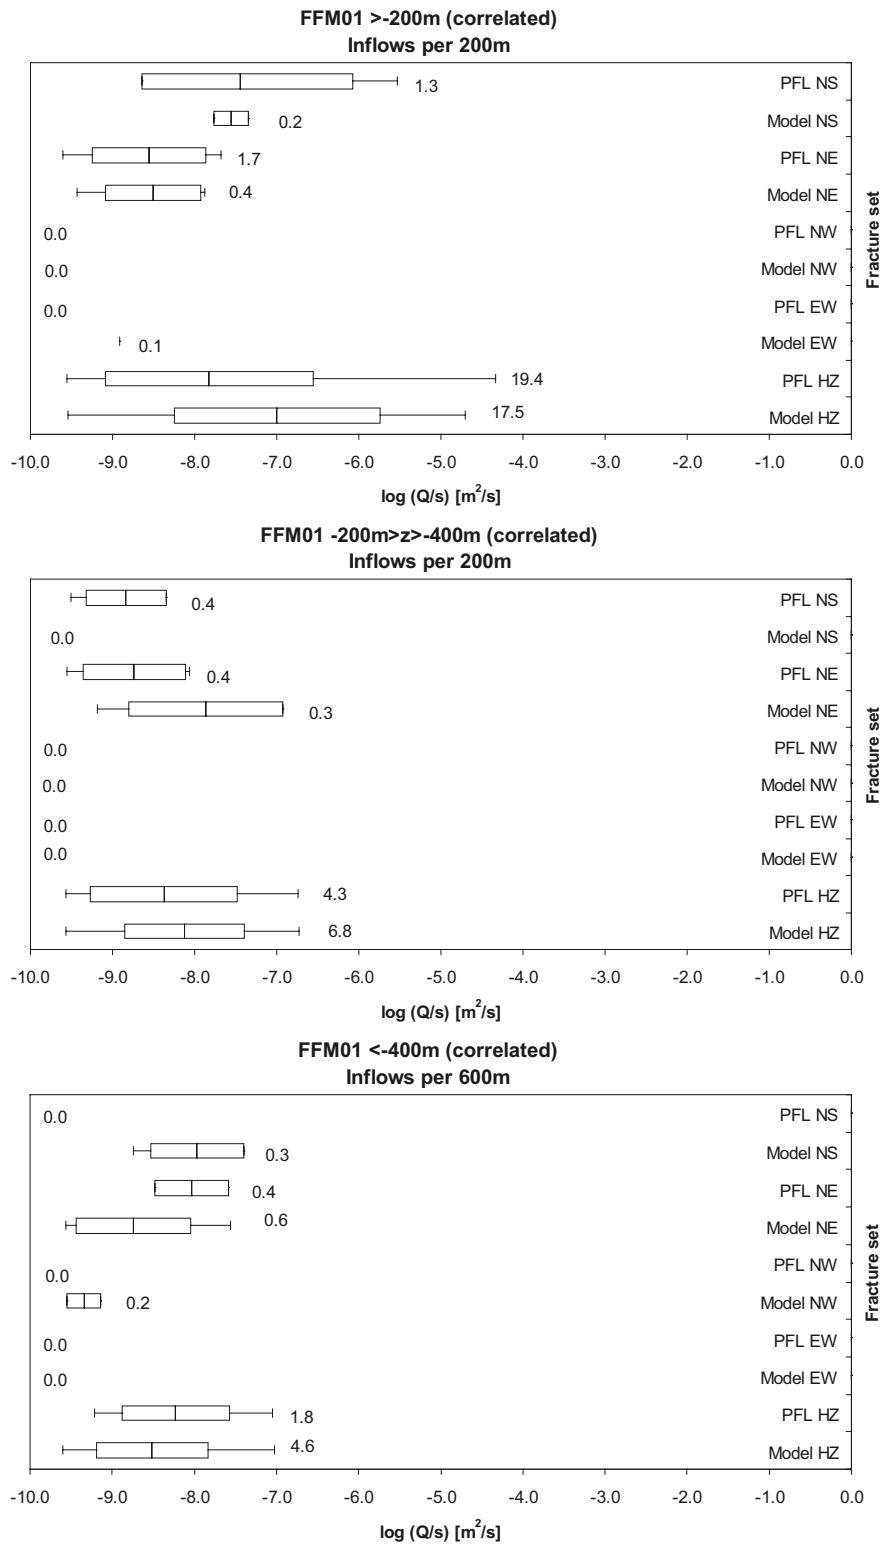 FFM01 >-200m (correlated)
Inflows per 200m
1.3 PFL NS
0.2 Model NS
1.7 PFL NE
0.4 Model NE
0.0 PFL NW
0.0 Model NW
0.0 PFL EW
0.1 Model EW
19.4 PFL HZ
17.5 Model HZ
Fracture set
-10.0 -9.0 -8.0 -7.0 -6.0 -5.0 -4.0 -3.0 -2.0 -1.0 0.0
log (Q/s) [m²/s]
FFM01 -200m>z>-400m (correlated)
Inflows per 200m
0.4 PFL NS
0.0 Model NS
0.4 PFL NE
0.3 Model NE
0.0 PFL NW
0.0 Model NW
0.0 PFL EW
0.0 Model EW
4.3 PFL HZ
6.8 Model HZ
Fracture set
-10.0 -9.0 -8.0 -7.0 -6.0 -5.0 -4.0 -3.0 -2.0 -1.0 0.0
log (Q/s) [m²/s]
FFM01 <-400m (correlated)
Inflows per 600m
0.0 PFL NS
0.3 Model NS
0.4 PFL NE
0.6 Model NE
0.0 PFL NW
0.2 Model NW
0.0 PFL EW
0.0 Model EW
1.8 PFL HZ
4.6 Model HZ
Fracture set
-10.0 -9.0 -8.0 -7.0 -6.0 -5.0 -4.0 -3.0 -2.0 -1.0 0.0
log (Q/s) [m²/s]